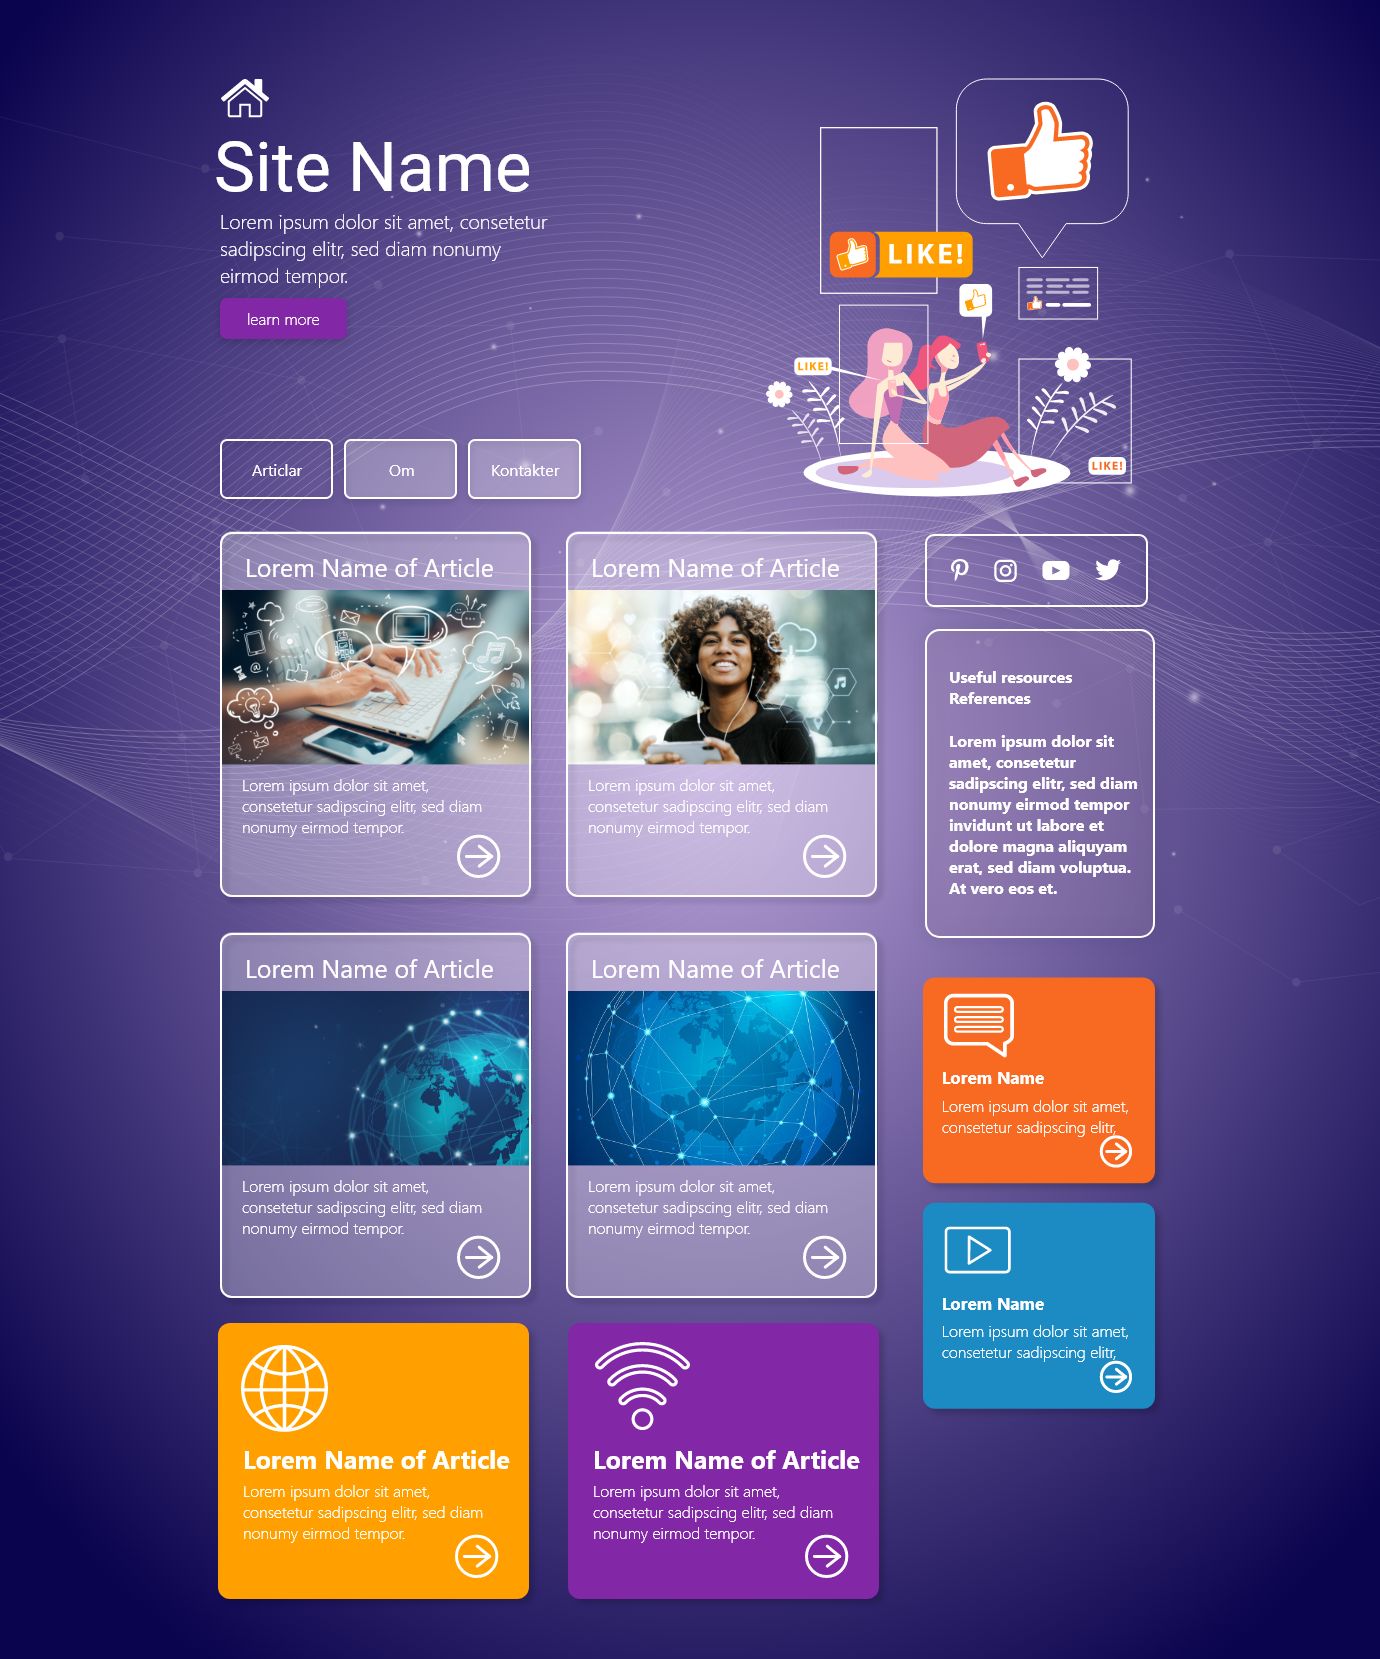 Site Name
Lorem ipsum dolor sit amet, consetetur
sadipscing elitr, sed diam nonumy
eirmod tempor.
learn more
LIKE!
LIKE!
LIKE!
Articlar
Om
Kontakter
Lorem Name of Article
Lorem ipsum dolor sit amet,
consetetur sadipscing elitr, sed diam
nonumy eirmod tempor.
Lorem Name of Article
Lorem ipsum dolor sit amet,
consetetur sadipscing elitr, sed diam
nonumy eirmod tempor.
Useful resources
References
Lorem ipsum dolor sit
amet, consetetur
sadipscing elitr, sed diam
nonumy eirmod tempor
invidunt ut labore et
dolore magna aliquyam
erat, sed diam voluptua.
At vero eos et.
Lorem Name of Article
Lorem ipsum dolor sit amet,
consetetur sadipscing elitr, sed diam
nonumy eirmod tempor.
Lorem Name of Article
Lorem ipsum dolor sit amet,
consetetur sadipscing elitr, sed diam
nonumy eirmod tempor.
Lorem Name
Lorem ipsum dolor sit amet,
consetetur sadipscing elitr,
Lorem Name
Lorem ipsum dolor sit amet,
consetetur sadipscing elitr,
Lorem Name of Article
Lorem ipsum dolor sit amet,
consetetur sadipscing elitr, sed diam
nonumy eirmod tempor.
Lorem Name of Article
Lorem ipsum dolor sit amet,
consetetur sadipscing elitr, sed diam
nonumy eirmod tempor.